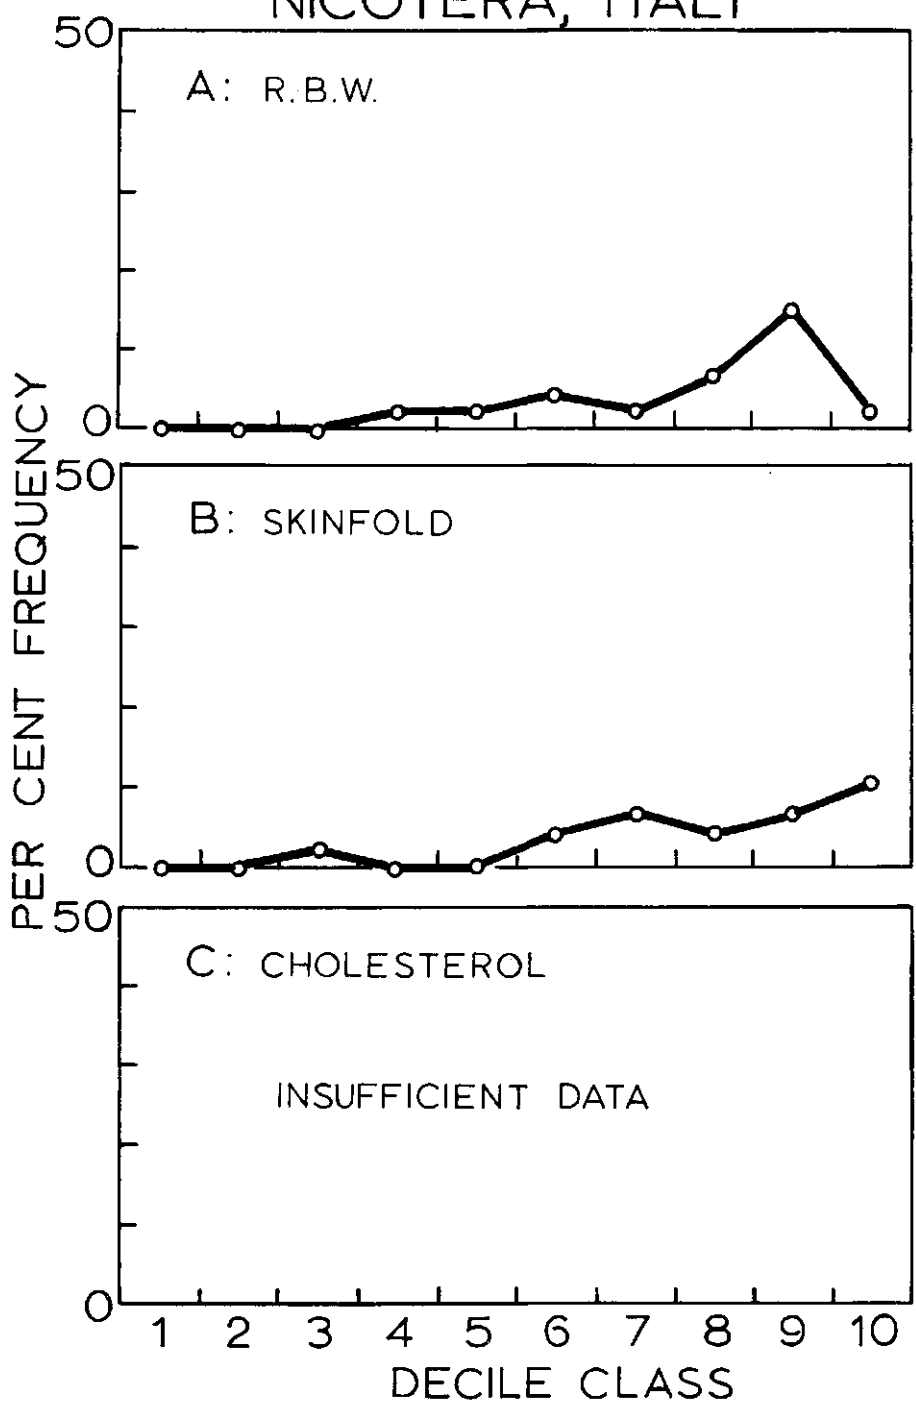 NICOTERA, ITALY
50
A: R.B.W.
0
PER CENT FREQUENCY
50
B: SKINFOLD
0
50
C: CHOLESTEROL
INSUFFICIENT DATA
0
1 2 3 4 5 6 7 8 9 10
DECILE CLASS